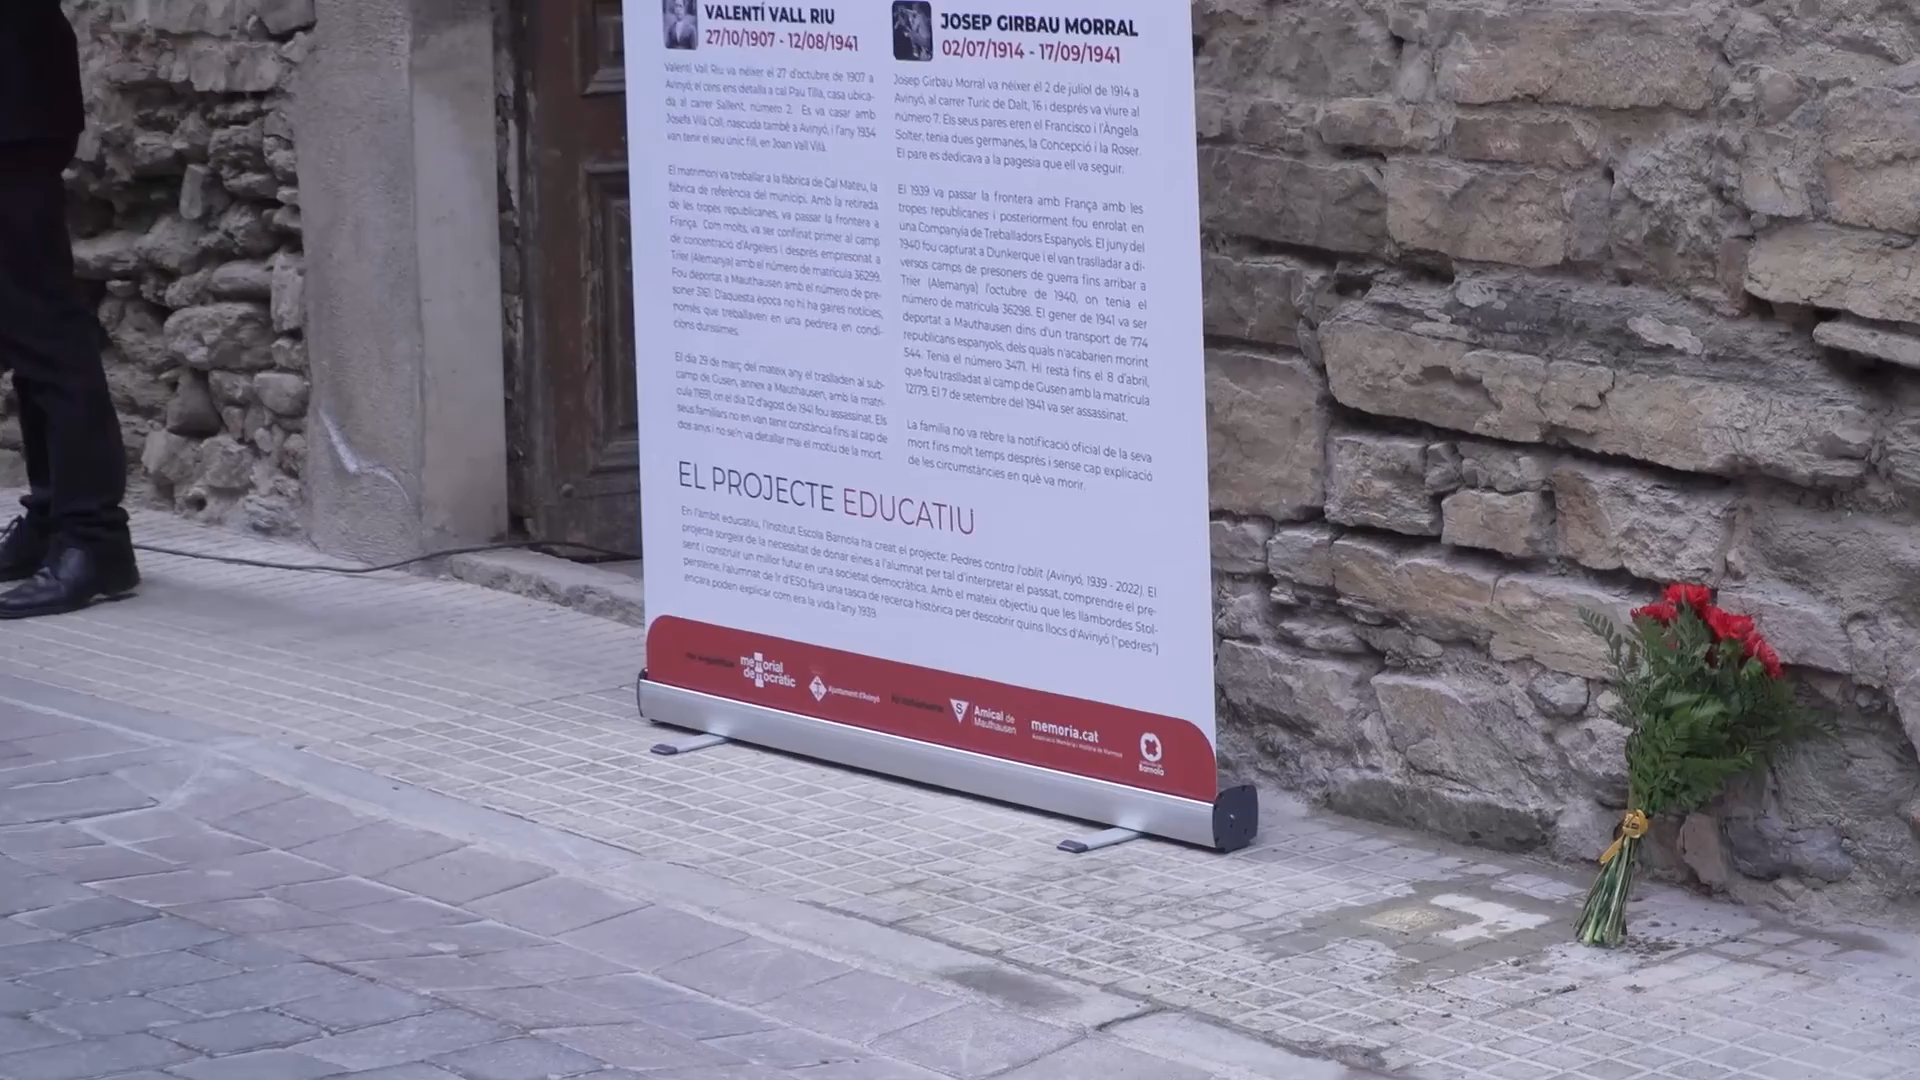 VALENTÍ VALL RIU
27/10/1907 - 12/08/1941
Valentí Vall Riu va néixer el 27 d'octubre de 1907 a
Avinyó, el cens ens detalla a cal Pau Tilla, casa ubica-
da al carrer Sallent, número 2. Es va casar amb
Josefa Vilà Coll, nascuda també a Avinyó, i l'any 1934
van tenir el seu únic fill, en Joan Vall Vilà.
El matrimoni va treballar a la fàbrica de Cal Mateu, la
fàbrica de referència del municipi. Amb la retirada
de les tropes republicanes, va passar la frontera a
França. Com molts, va ser confinat primer al camp
de concentració d'Argelers i després empresonat a
Trier (Alemanya) amb el número de matrícula 36299.
Fou deportat a Mauthausen amb el número de pre-
soner 3161. D'aquesta època no hi ha gaires notícies,
només que treballaven en una pedrera en condi-
cions duríssimes.
El dia 29 de març del mateix any el traslladen al sub-
camp de Gusen, annex a Mauthausen, amb la matrí-
cula 11691, on el dia 12 d'agost de 1941 fou assassinat. Els
seus familiars no en van tenir constància fins al cap de
dos anys i no se'n va detallar mai el motiu de la mort.
JOSEP GIRBAU MORRAL
02/07/1914 - 17/09/1941
Josep Girbau Morral va néixer el 2 de juliol de 1914 a
Avinyó, al carrer Turic de Dalt, 16 i després va viure al
número 7. Els seus pares eren el Francisco i l'Àngela
Solter, tenia dues germanes, la Concepció i la Roser.
El pare es dedicava a la pagesia que ell va seguir.
El 1939 va passar la frontera amb França amb les
tropes republicanes i posteriorment fou enrolat en
una Companyia de Treballadors Espanyols. El juny del
1940 fou capturat a Dunkerque i el van traslladar a di-
versos camps de presoners de guerra fins arribar a
Trier (Alemanya) l'octubre de 1940, on tenia el
número de matrícula 36298. El gener de 1941 va ser
deportat a Mauthausen dins d'un transport de 774
republicans espanyols, dels quals n'acabarien morint
544. Tenia el número 3471. Hi restà fins el 8 d'abril,
que fou traslladat al camp de Gusen amb la matrícula
12179. El 7 de setembre del 1941 va ser assassinat.
La família no va rebre la notificació oficial de la seva
mort fins molt temps després i sense cap explicació
de les circumstàncies en què va morir.
EL PROJECTE EDUCATIU
En l'àmbit educatiu, l'Institut Escola Barnola ha creat el projecte: Pedres contra l'oblit (Avinyó, 1939 - 2022). El
projecte sorgeix de la necessitat de donar eines a l'alumnat per tal d'interpretar el passat, comprendre el pre-
sent i construir un millor futur en una societat democràtica. Amb el mateix objectiu que les llambordes Stol-
persteine, l'alumnat de 1r d'ESO farà una tasca de recerca històrica per descobrir quins llocs d'Avinyó ("pedres")
encara poden explicar com era la vida l'any 1939.
memorial
democràtic
Ajuntament d'Avinyó
Amical de
Mauthausen
memoria.cat
Barnola